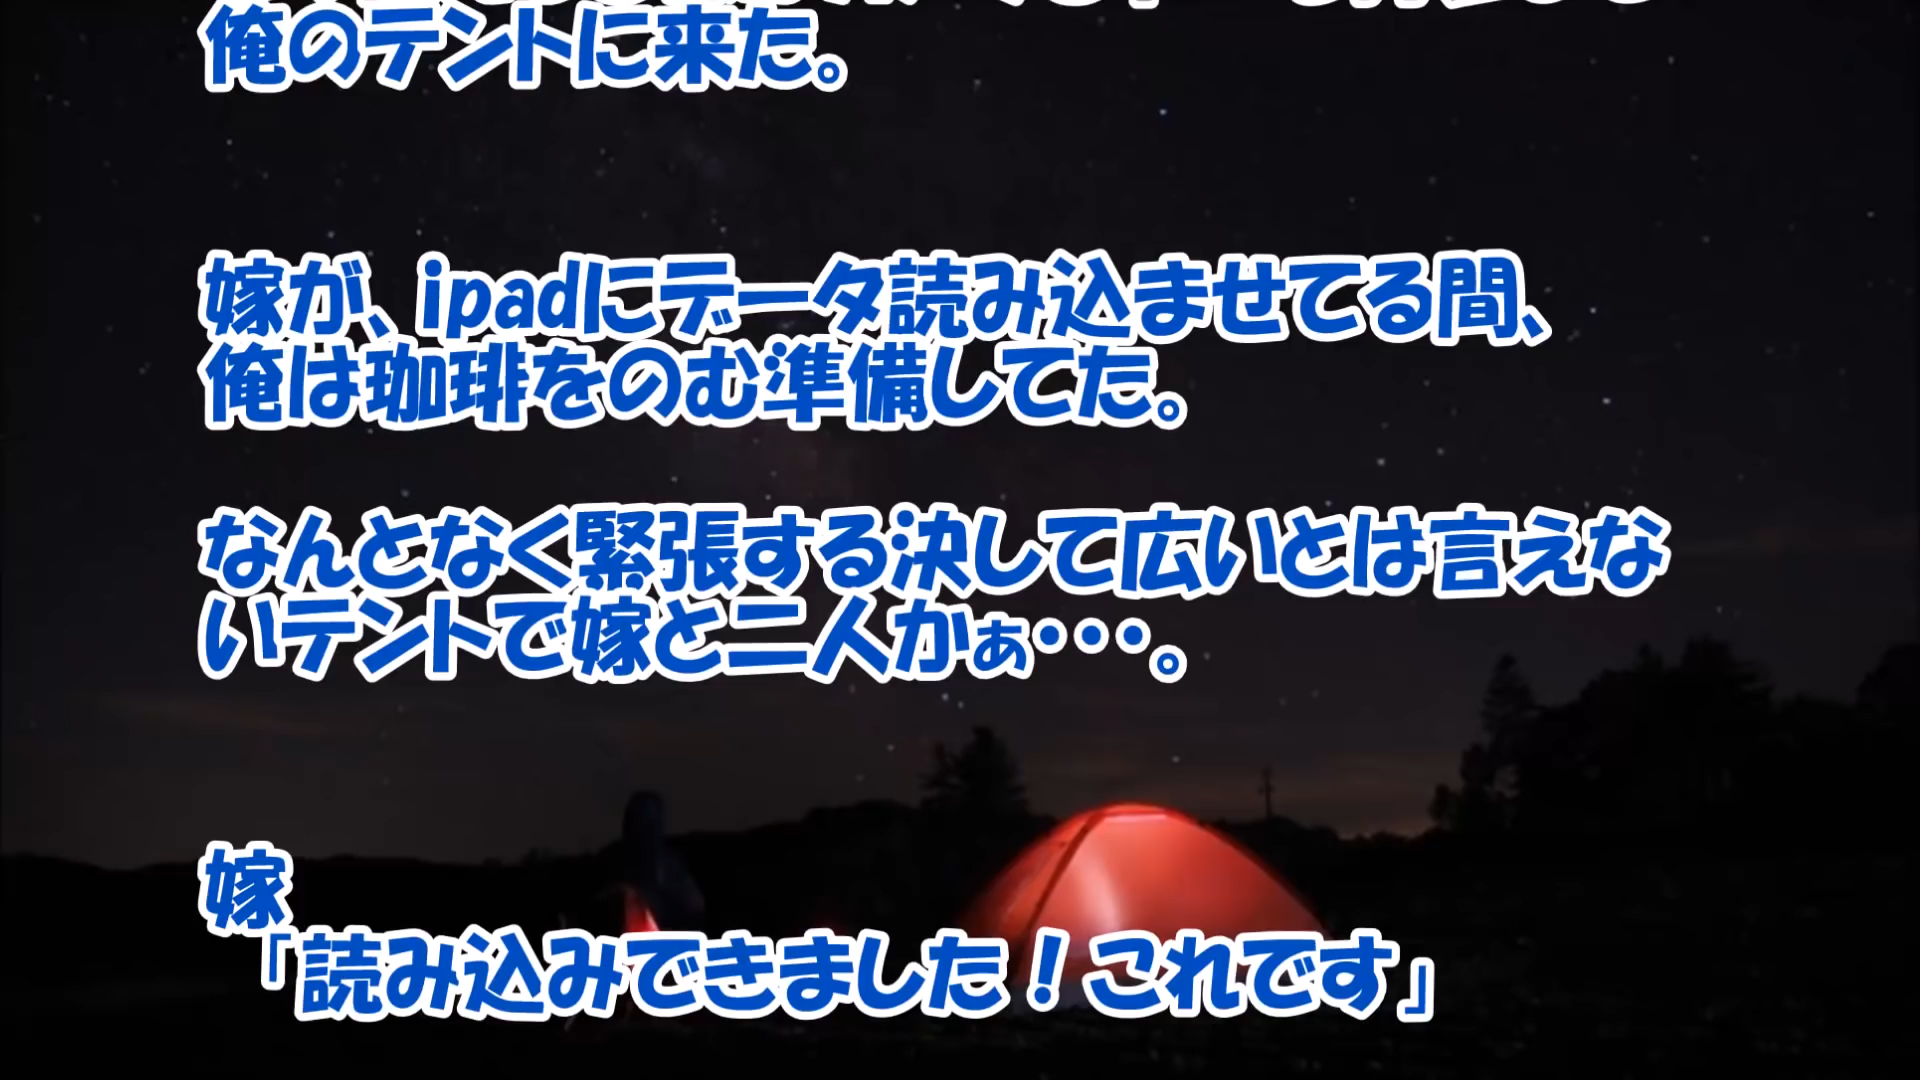 俺のテントに来た。
嫁が、ipadにデータ読み込ませてる間、
俺は珈琲をのむ準備してた。
なんとなく緊張する決して広いとは言えな
いテントで嫁と二人かぁ・・・。
嫁
「読み込みできました！これです」